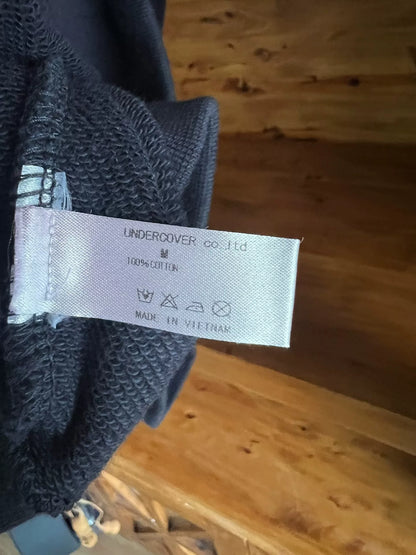 UNDERCOVER co.ltd
M
100% COTTON
MADE IN VIETNAM